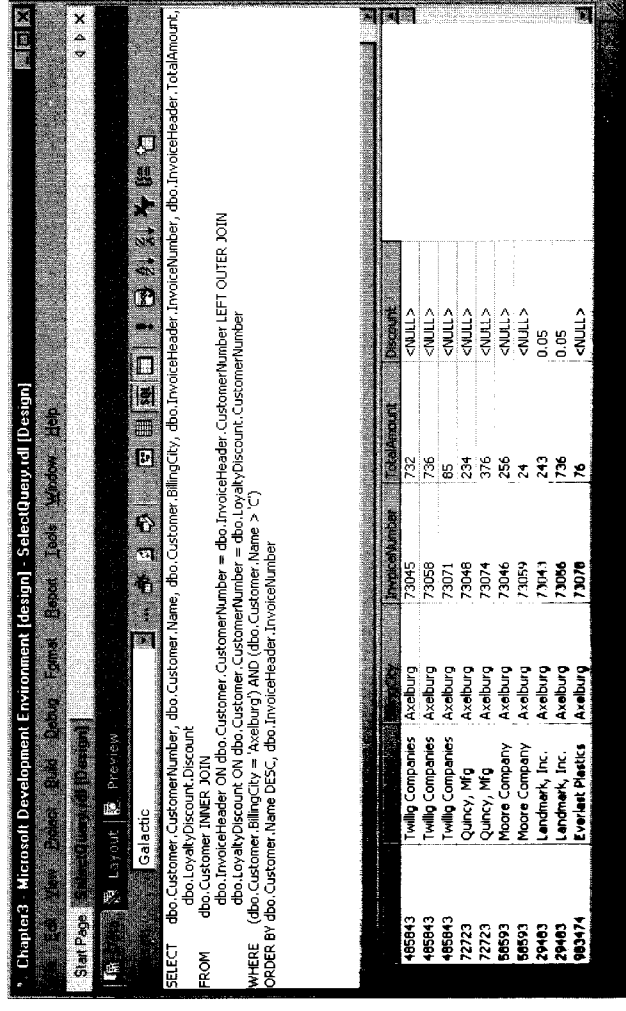 Chapter3 - Microsoft Development Environment [design] - SelectQuery.rdl [Design]
Edit View Project Build Debug Format Report Tools Window Help
Start Page SelectQuery.rdl [Design]
Layout Preview
Galactic
SELECT dbo.Customer.CustomerNumber, dbo.Customer.Name, dbo.Customer.BillingCity, dbo.InvoiceHeader.InvoiceNumber, dbo.InvoiceHeader.TotalAmount,
dbo.LoyaltyDiscount.Discount
FROM dbo.Customer INNER JOIN
dbo.InvoiceHeader ON dbo.Customer.CustomerNumber = dbo.InvoiceHeader.CustomerNumber LEFT OUTER JOIN
dbo.LoyaltyDiscount ON dbo.Customer.CustomerNumber = dbo.LoyaltyDiscount.CustomerNumber
WHERE (dbo.Customer.BillingCity = 'Axelburg') AND (dbo.Customer.Name > 'C')
ORDER BY dbo.Customer.Name DESC, dbo.InvoiceHeader.InvoiceNumber
InvoiceNumber TotalAmount Discount
485843 Twillig Companies Axelburg 73045 732 <NULL>
485843 Twillig Companies Axelburg 73058 736 <NULL>
485843 Twillig Companies Axelburg 73071 85 <NULL>
72723 Quincy, Mfg Axelburg 73048 234 <NULL>
72723 Quincy, Mfg Axelburg 73074 376 <NULL>
58593 Moore Company Axelburg 73046 256 <NULL>
58593 Moore Company Axelburg 73059 24 <NULL>
29483 Landmark, Inc. Axelburg 73043 243 0.05
29483 Landmark, Inc. Axelburg 73066 736 0.05
983474 Everlast Plastics Axelburg 73078 76 <NULL>